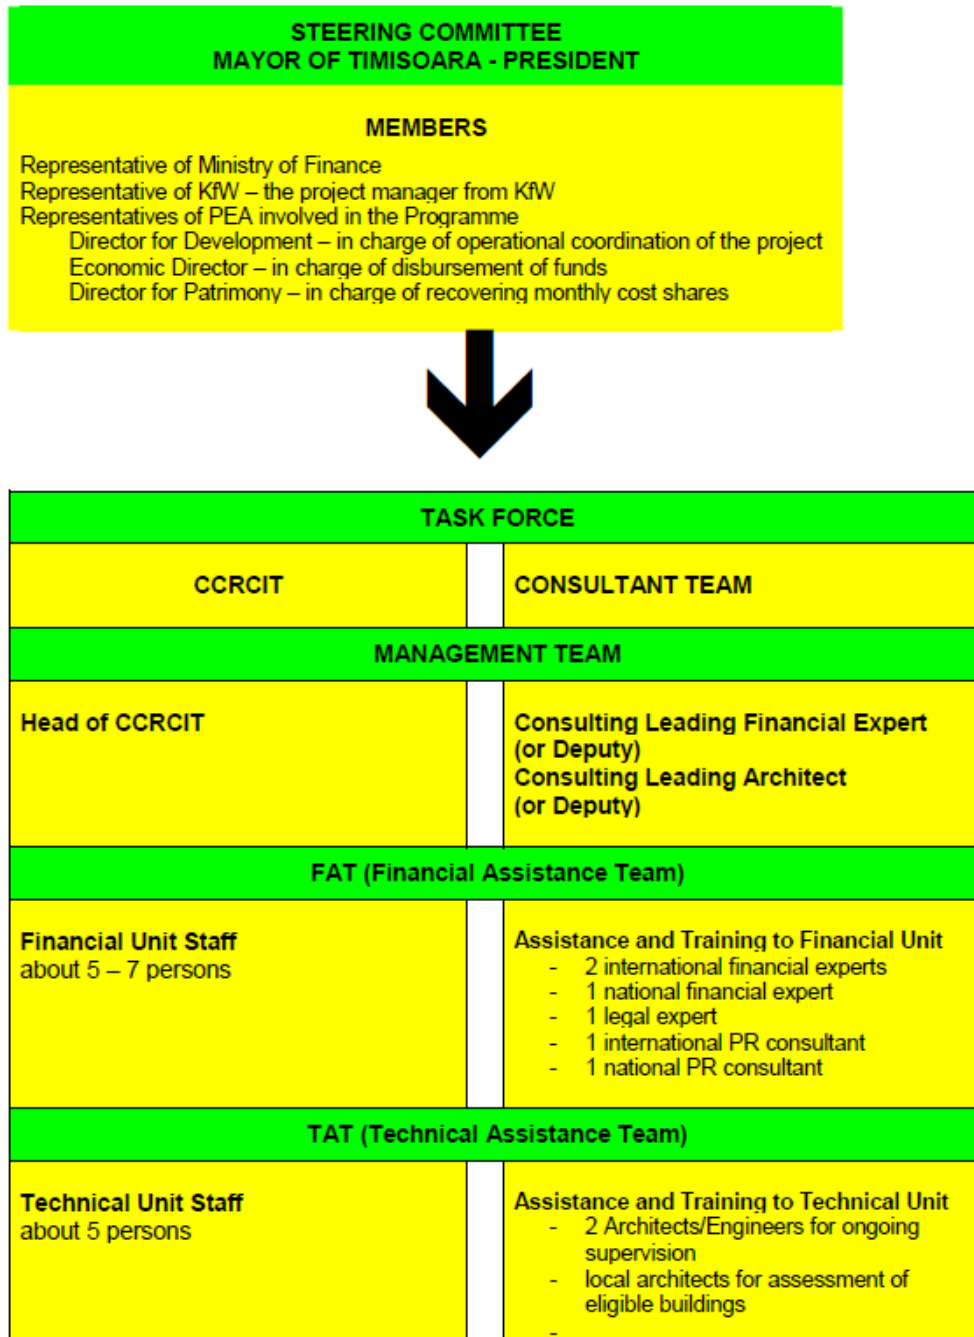 STEERING COMMITTEE
MAYOR OF TIMISOARA - PRESIDENT
MEMBERS
Representative of Ministry of Finance
Representative of KfW – the project manager from KfW
Representatives of PEA involved in the Programme
Director for Development – in charge of operational coordination of the project
Economic Director – in charge of disbursement of funds
Director for Patrimony – in charge of recovering monthly cost shares
TASK FORCE
CCRCIT
CONSULTANT TEAM
MANAGEMENT TEAM
Head of CCRCIT
Consulting Leading Financial Expert
(or Deputy)
Consulting Leading Architect
(or Deputy)
FAT (Financial Assistance Team)
Financial Unit Staff
about 5 – 7 persons
Assistance and Training to Financial Unit
- 2 international financial experts
- 1 national financial expert
- 1 legal expert
- 1 international PR consultant
- 1 national PR consultant
TAT (Technical Assistance Team)
Technical Unit Staff
about 5 persons
Assistance and Training to Technical Unit
- 2 Architects/Engineers for ongoing
supervision
- local architects for assessment of
eligible buildings
-